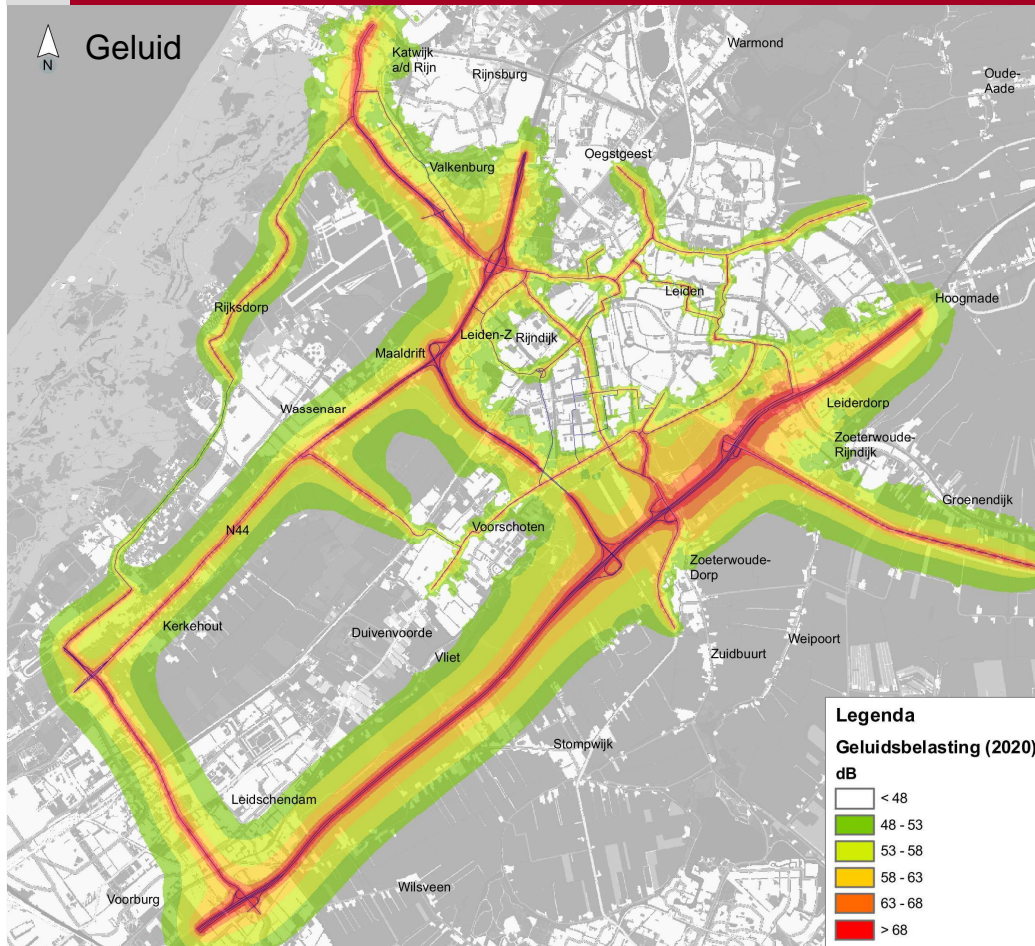 Geluid
N
Katwijk
a/d Rijn
Rijnsburg
Warmond
Oude-
Aade
Valkenburg
Oegstgeest
Rijksdorp
Leiden
Hoogmade
Maaldrift
Leiden-Z
Rijndijk
Wassenaar
Leiderdorp
Zoeterwoude-
Rijndijk
Groenendijk
N44
Voorschoten
Zoeterwoude-
Dorp
Kerkehout
Duivenvoorde
Vliet
Zuidbuurt
Weipoort
Stompwijk
Leidschendam
Voorburg
Wilsveen
Legenda
Geluidsbelasting (2020)
dB
< 48
48 - 53
53 - 58
58 - 63
63 - 68
> 68